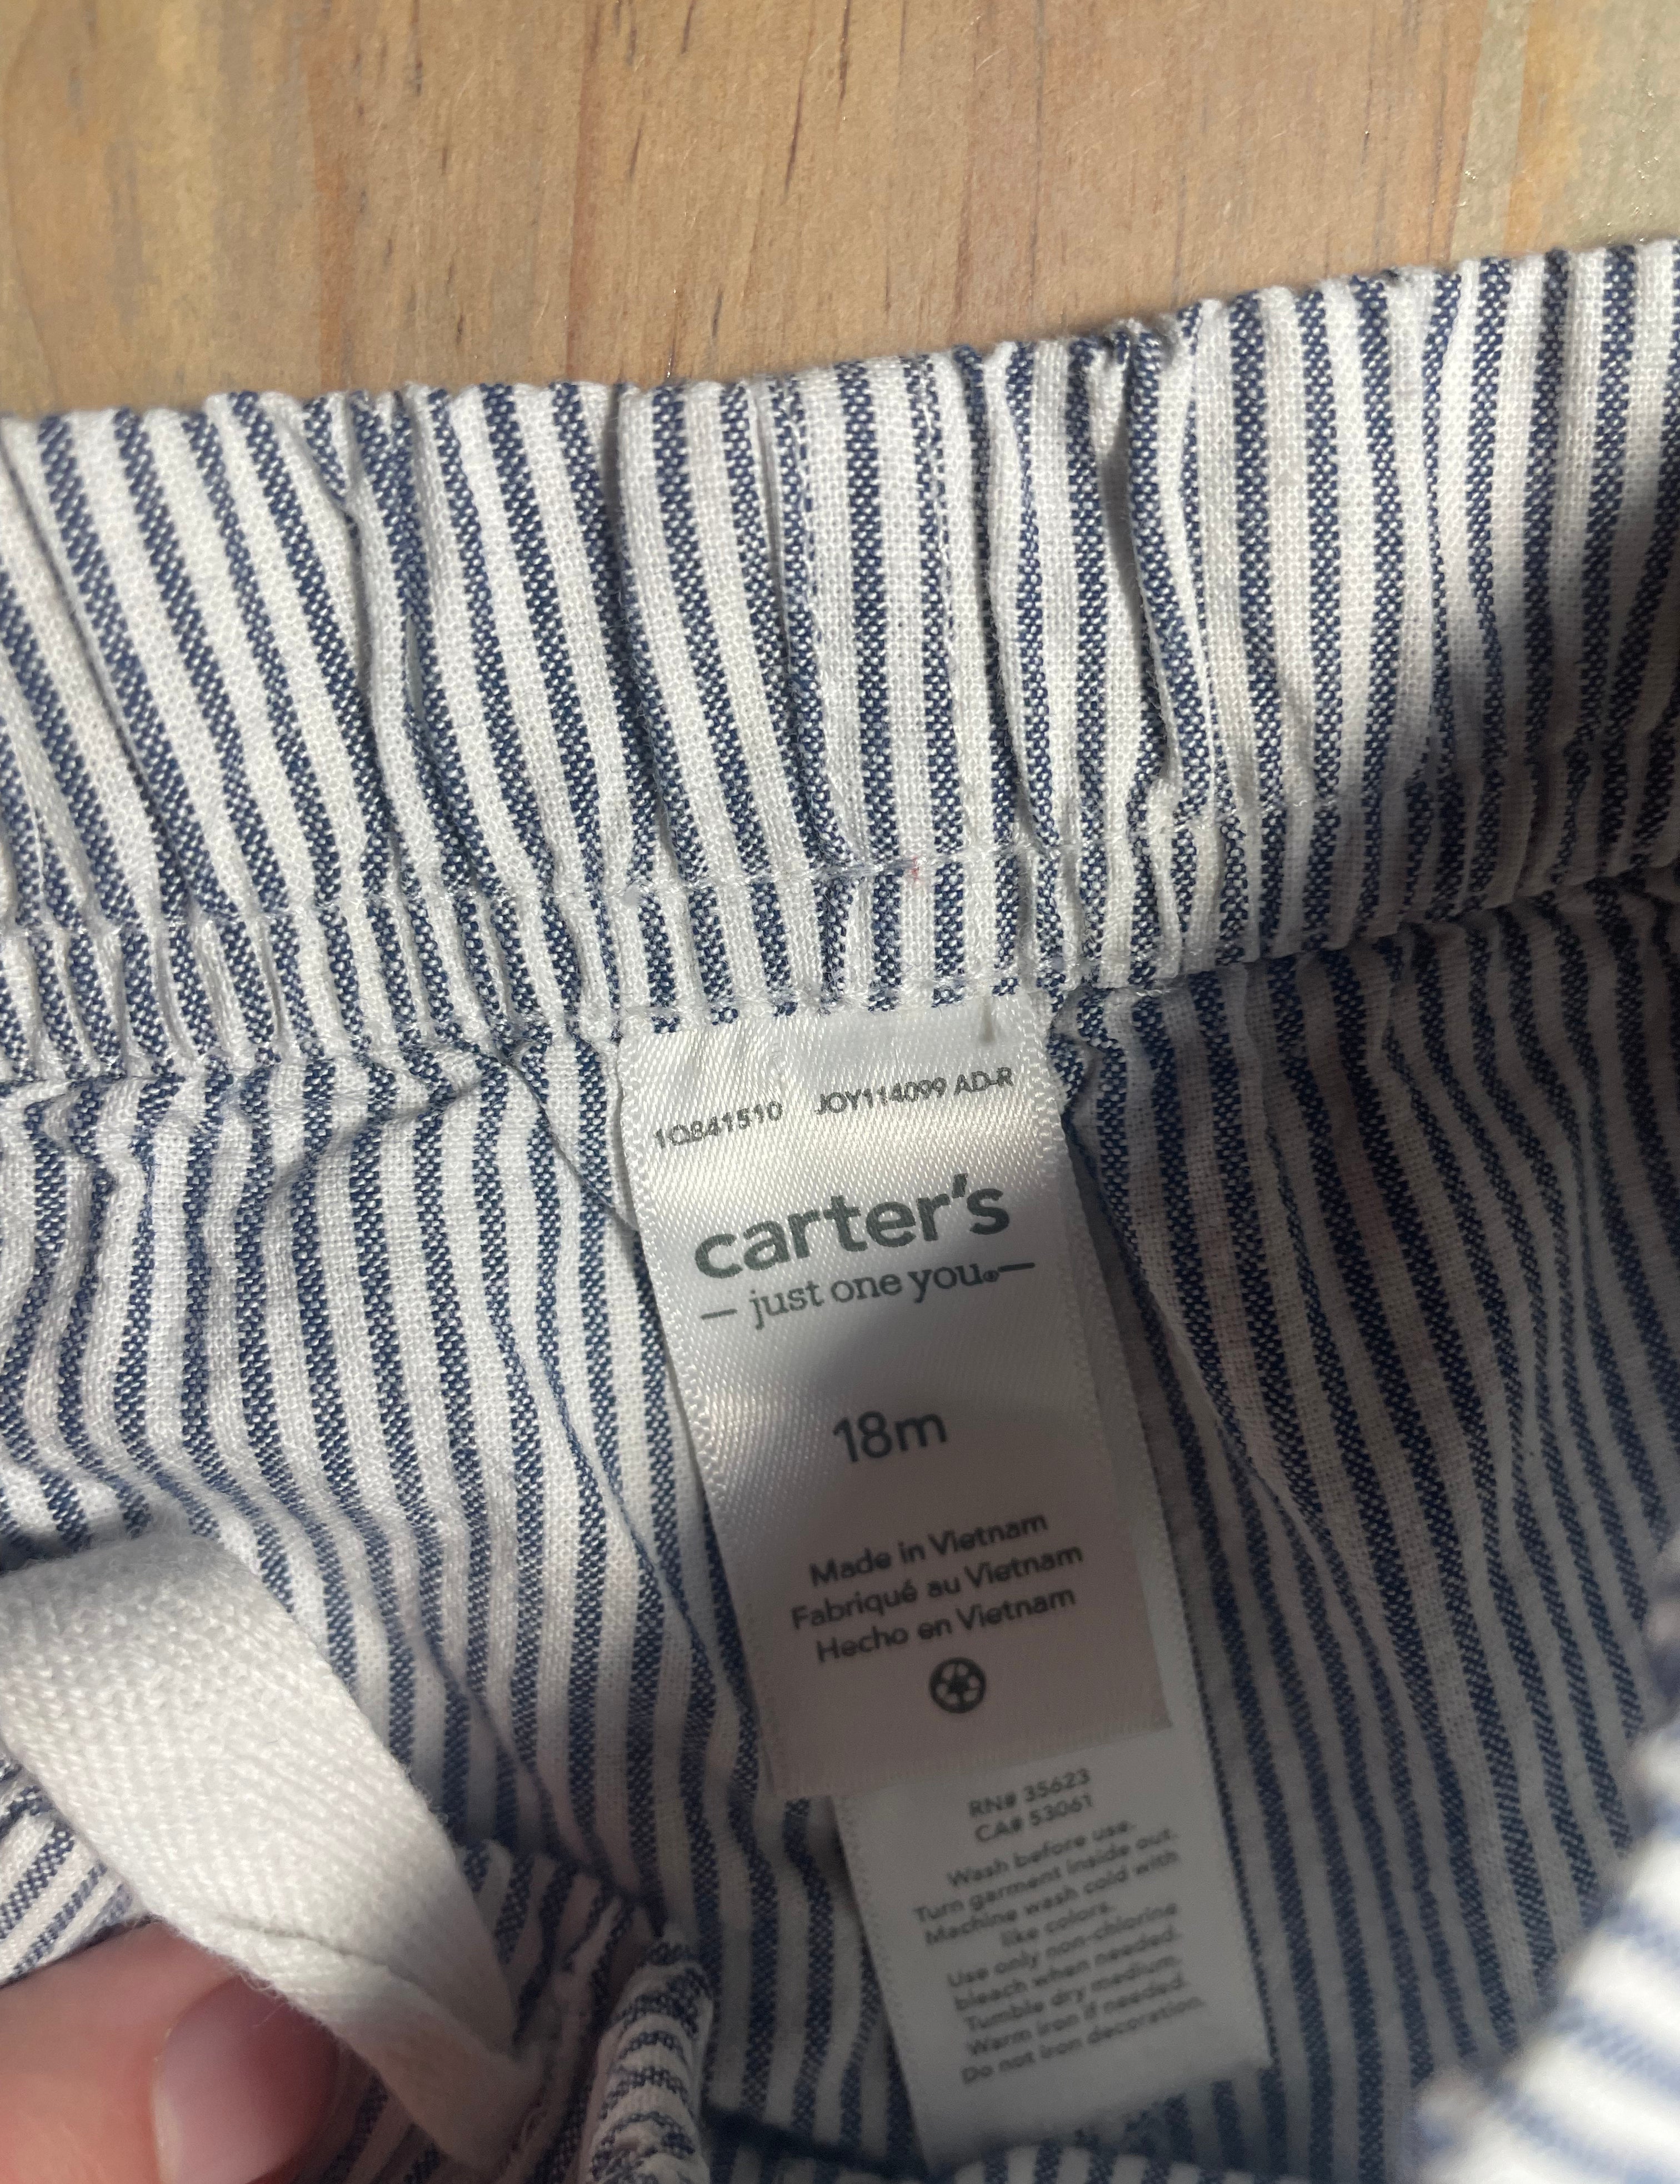 1Q841510 JOY114099 AD-R
carter's
— just one you®—
18m
Made in Vietnam
Fabriqué au Vietnam
Hecho en Vietnam
RN# 35623
CA# 53061
Wash before use.
Turn garment inside out.
Machine wash cold with
like colors.
Use only non-chlorine
bleach when needed.
Tumble dry medium.
Warm iron if needed.
Do not iron decoration.